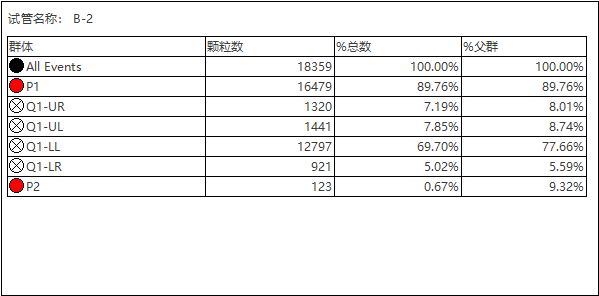 试管名称： B-2
群体 颗粒数 %总数 %父群
All Events 18359 100.00% 100.00%
P1 16479 89.76% 89.76%
Q1-UR 1320 7.19% 8.01%
Q1-UL 1441 7.85% 8.74%
Q1-LL 12797 69.70% 77.66%
Q1-LR 921 5.02% 5.59%
P2 123 0.67% 9.32%